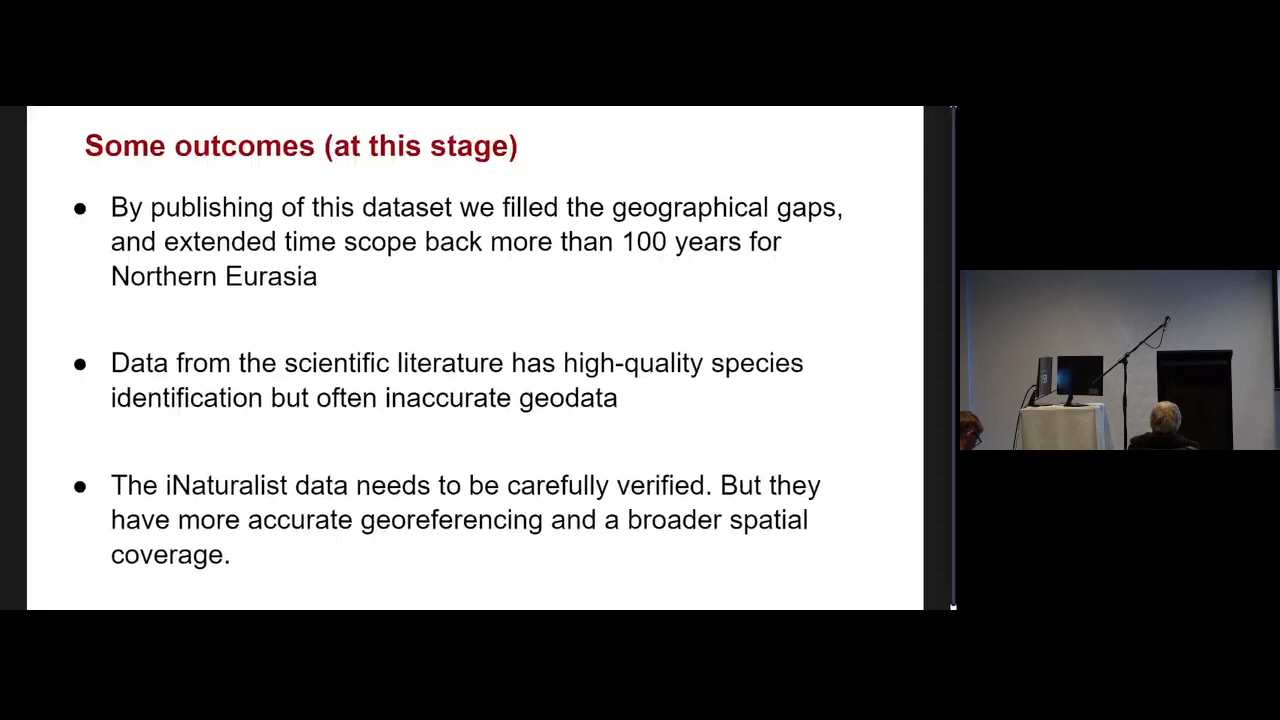 Some outcomes (at this stage)
● By publishing of this dataset we filled the geographical gaps,
and extended time scope back more than 100 years for
Northern Eurasia
● Data from the scientific literature has high-quality species
identification but often inaccurate geodata
● The iNaturalist data needs to be carefully verified. But they
have more accurate georeferencing and a broader spatial
coverage.